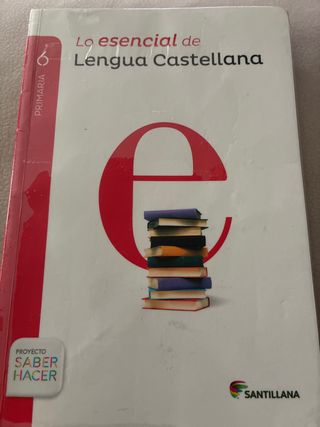 6
PRIMARIA
Lo esencial de
Lengua Castellana
e
PROYECTO
SABER
HACER
SANTILLANA